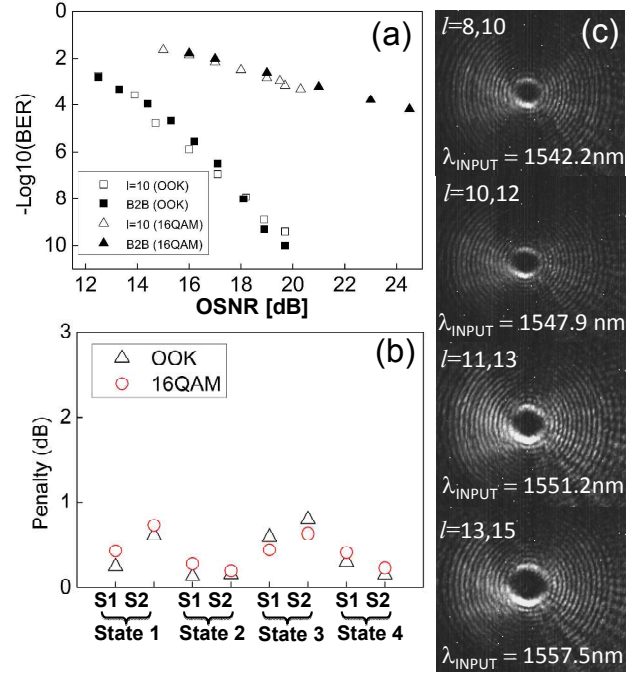 (a)
-Log10(BER)
0
2
4
6
8
10
l=10 (OOK)
B2B (OOK)
l=10 (16QAM)
B2B (16QAM)
12 14 16 18 20 22 24
OSNR [dB]
(b)
Penalty (dB)
3
2
1
0
OOK
16QAM
S1 S2 S1 S2 S1 S2 S1 S2
State 1 State 2 State 3 State 4
(c)
l=8,10
λINPUT = 1542.2nm
l=10,12
λINPUT = 1547.9 nm
l=11,13
λINPUT = 1551.2nm
l=13,15
λINPUT = 1557.5nm